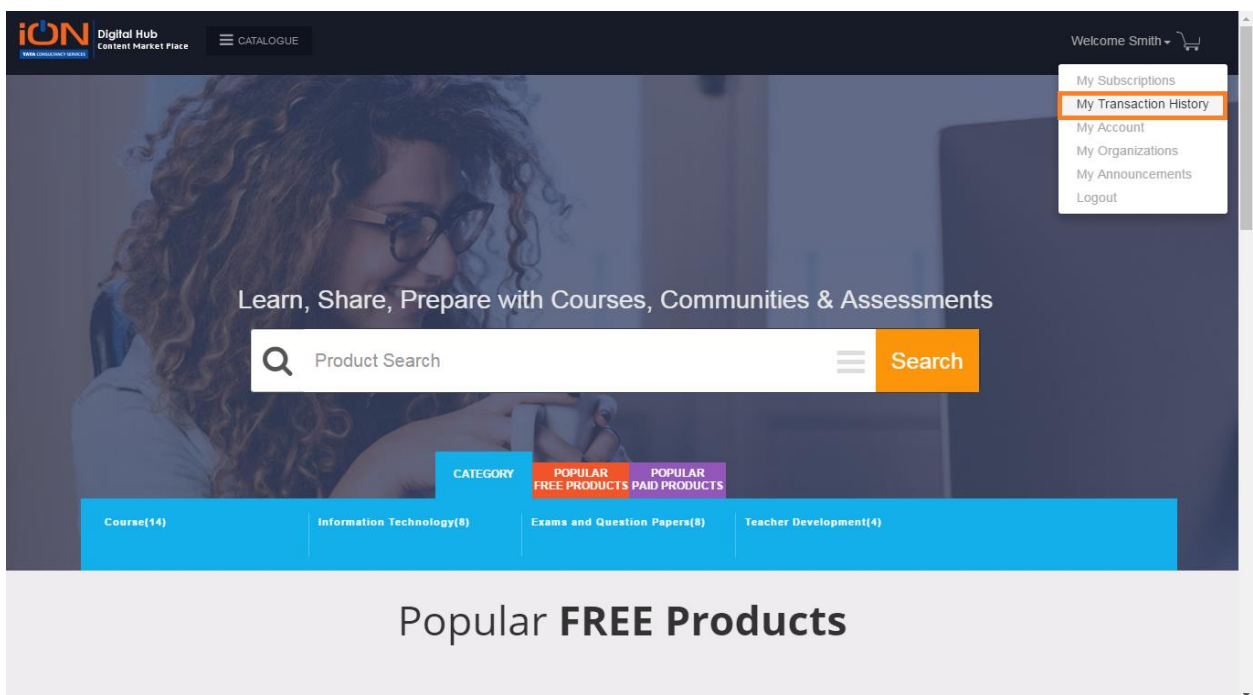 iON
TATA CONSULTANCY SERVICES
Digital Hub
Content Market Place
CATALOGUE
Welcome Smith
My Subscriptions
My Transaction History
My Account
My Organizations
My Announcements
Logout
Learn, Share, Prepare with Courses, Communities & Assessments
Product Search
Search
CATEGORY
POPULAR
FREE PRODUCTS
POPULAR
PAID PRODUCTS
Course(14)
Information Technology(8)
Exams and Question Papers(8)
Teacher Development(4)
Popular FREE Products